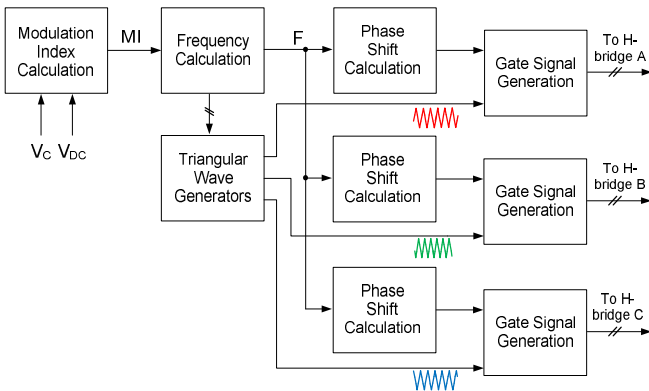 Modulation
Index
Calculation
MI
Frequency
Calculation
F
Phase
Shift
Calculation
Gate Signal
Generation
To H-
bridge A
VC VDC
Triangular
Wave
Generators
Phase
Shift
Calculation
Gate Signal
Generation
To H-
bridge B
Phase
Shift
Calculation
Gate Signal
Generation
To H-
bridge C